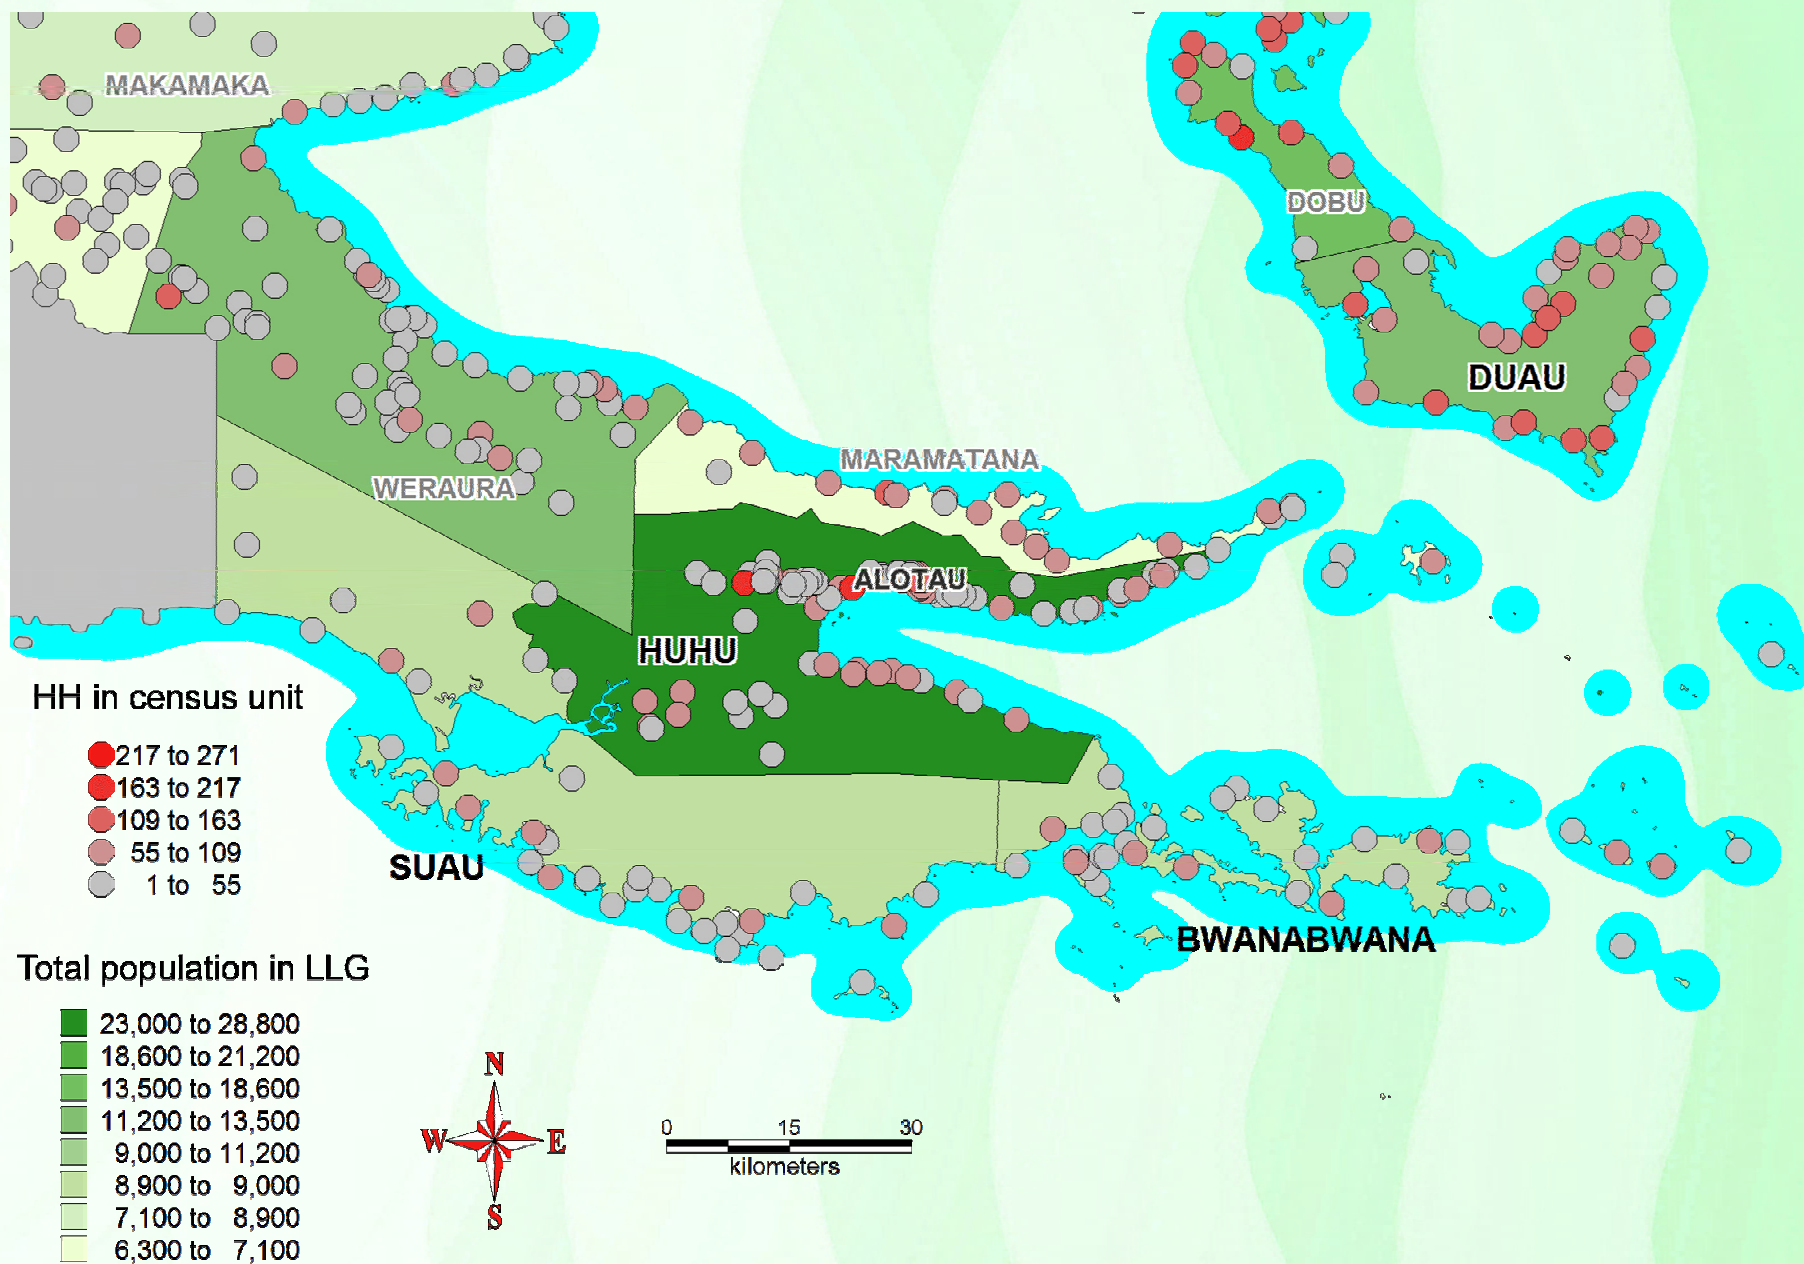 MAKAMAKA
DOBU
DUAU
MARAMATANA
WERAURA
ALOTAU
HUHU
SUAU
BWANABWANA
HH in census unit
217 to 271
163 to 217
109 to 163
55 to 109
1 to 55
Total population in LLG
23,000 to 28,800
18,600 to 21,200
13,500 to 18,600
11,200 to 13,500
9,000 to 11,200
8,900 to 9,000
7,100 to 8,900
6,300 to 7,100
N
W E
S
0 15 30
kilometers